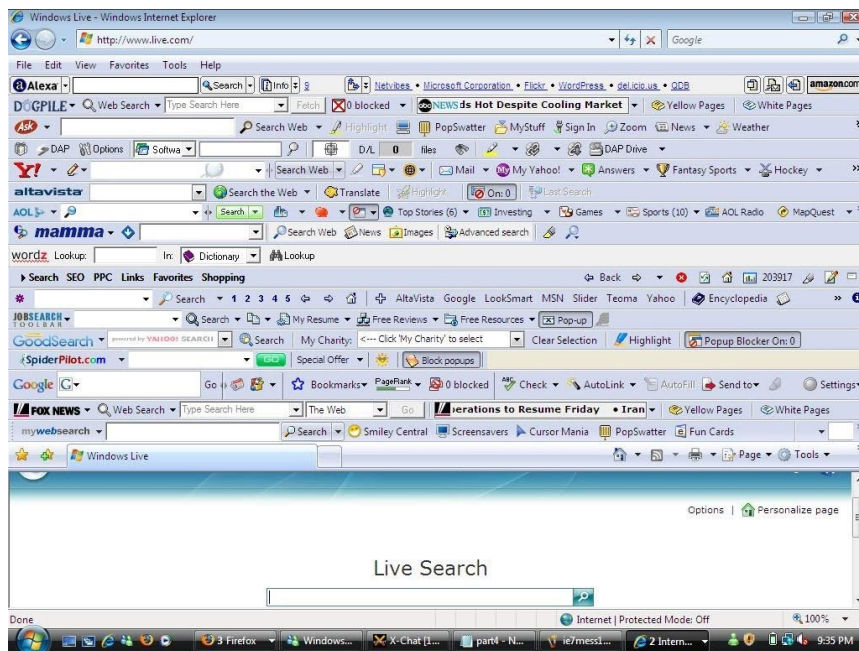 Windows Live - Windows Internet Explorer
http://www.live.com/ Google
File Edit View Favorites Tools Help
Alexa Search Info 9 Netvibes • Microsoft Corporation • Flickr • WordPress • del.icio.us • QDB amazon.com
DOGPILE Web Search Type Search Here Fetch 0 blocked abc NEWS ds Hot Despite Cooling Market Yellow Pages White Pages
Ask Search Web Highlight PopSwatter MyStuff Sign In Zoom News Weather
DAP Options Softwa D/L 0 files DAP Drive
Y! Search Web Mail My Yahoo! Answers Fantasy Sports Hockey »
altavista Search the Web Translate Highlight On: 0 Last Search
AOL Search Top Stories (6) Investing Games Sports (10) AOL Radio MapQuest
mamma Search Web News Images Advanced search
wordz Lookup: In: Dictionary Lookup
Search SEO PPC Links Favorites Shopping Back 203917
Search 1 2 3 4 5 AltaVista Google LookSmart MSN Slider Teoma Yahoo Encyclopedia »
JOBSEARCH TOOLBAR Search My Resume Free Reviews Free Resources Pop-up
GoodSearch powered by YAHOO! SEARCH Search My Charity: <--- Click 'My Charity' to select Clear Selection Highlight Popup Blocker On: 0
SpiderPilot.com GO Special Offer Block popups
Google G Go Bookmarks PageRank 0 blocked Check AutoLink AutoFill Send to Settings
FOX NEWS Web Search Type Search Here The Web Go erations to Resume Friday • Iran Yellow Pages White Pages
mywebsearch Search Smiley Central Screensavers Cursor Mania PopSwatter Fun Cards
Windows Live Page Tools
Options | Personalize page
Live Search
Done Internet | Protected Mode: Off 100%
3 Firefox Windows... X-Chat [1... part4 - N... ie7mess1... 2 Intern... 9:35 PM